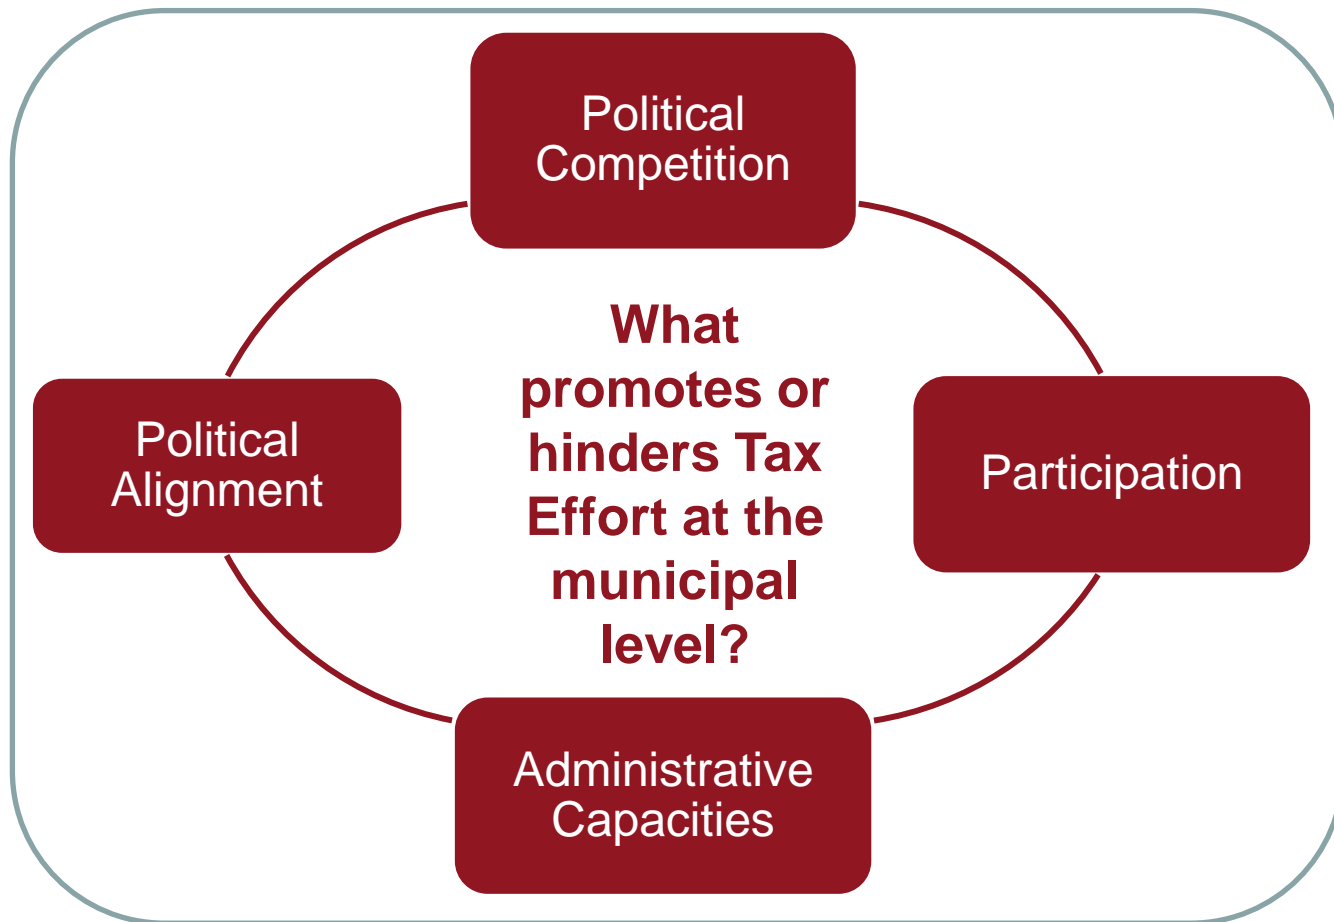 Political
Competition
What
promotes or
hinders Tax
Effort at the
municipal
level?
Political
Alignment
Participation
Administrative
Capacities